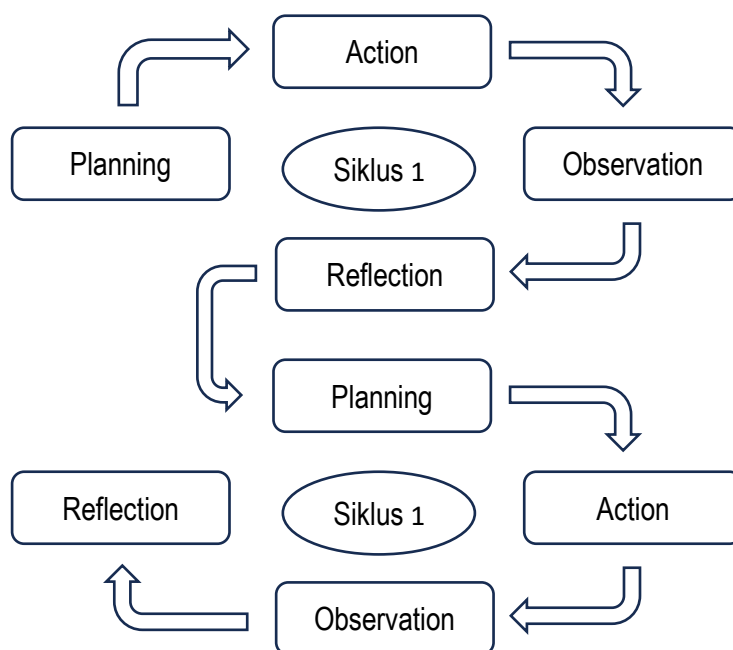 Action
Planning
Siklus 1
Observation
Reflection
Planning
Reflection
Siklus 1
Action
Observation